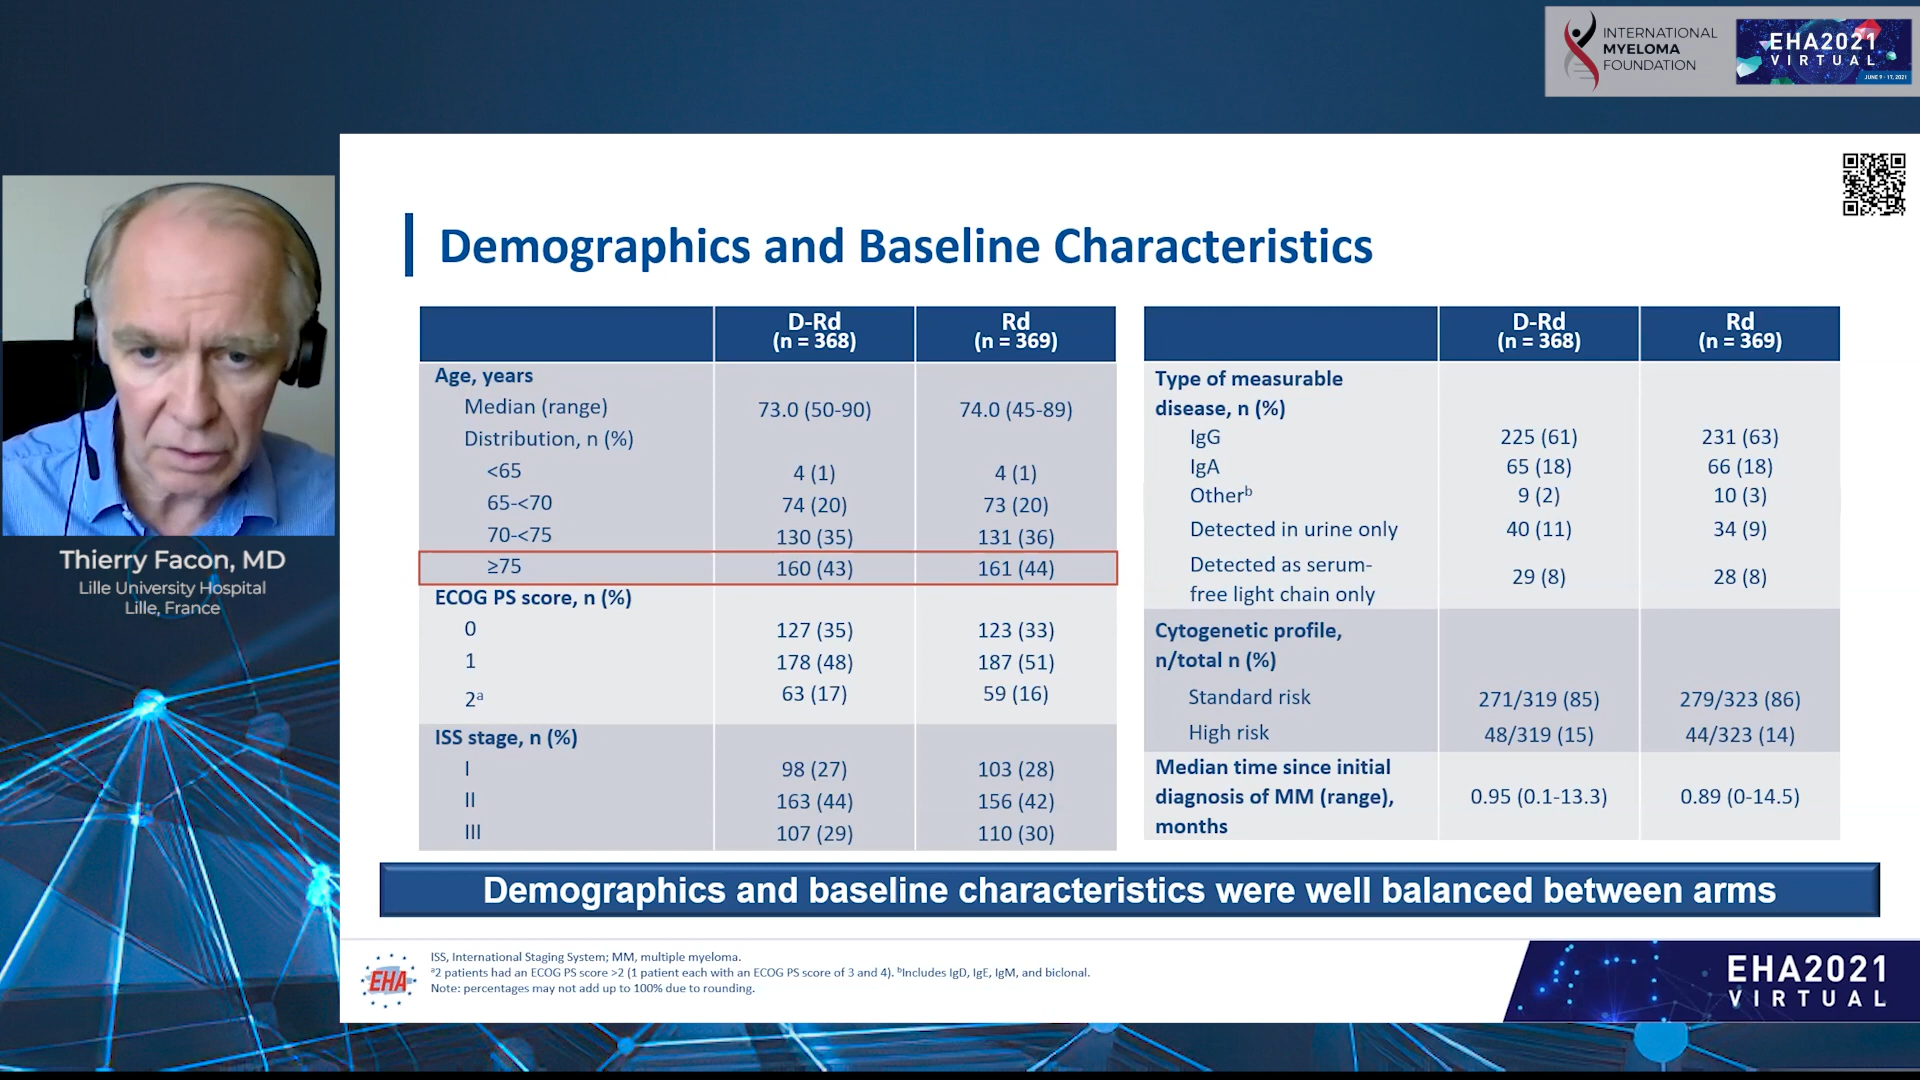 INTERNATIONAL
MYELOMA
FOUNDATION
EHA2021
VIRTUAL
JUNE 9 - 17, 2021
Thierry Facon, MD
Lille University Hospital
Lille, France
Demographics and Baseline Characteristics
D-Rd Rd
(n = 368) (n = 369)
Age, years
Median (range) 73.0 (50-90) 74.0 (45-89)
Distribution, n (%)
<65 4 (1) 4 (1)
65-<70 74 (20) 73 (20)
70-<75 130 (35) 131 (36)
≥75 160 (43) 161 (44)
ECOG PS score, n (%)
0 127 (35) 123 (33)
1 178 (48) 187 (51)
2ᵃ 63 (17) 59 (16)
ISS stage, n (%)
I 98 (27) 103 (28)
II 163 (44) 156 (42)
III 107 (29) 110 (30)
D-Rd Rd
(n = 368) (n = 369)
Type of measurable
disease, n (%)
IgG 225 (61) 231 (63)
IgA 65 (18) 66 (18)
Otherᵇ 9 (2) 10 (3)
Detected in urine only 40 (11) 34 (9)
Detected as serum-
free light chain only 29 (8) 28 (8)
Cytogenetic profile,
n/total n (%)
Standard risk 271/319 (85) 279/323 (86)
High risk 48/319 (15) 44/323 (14)
Median time since initial
diagnosis of MM (range), 0.95 (0.1-13.3) 0.89 (0-14.5)
months
Demographics and baseline characteristics were well balanced between arms
EHA
ISS, International Staging System; MM, multiple myeloma.
ᵃ2 patients had an ECOG PS score >2 (1 patient each with an ECOG PS score of 3 and 4). ᵇIncludes IgD, IgE, IgM, and biclonal.
Note: percentages may not add up to 100% due to rounding.
EHA2021
VIRTUAL